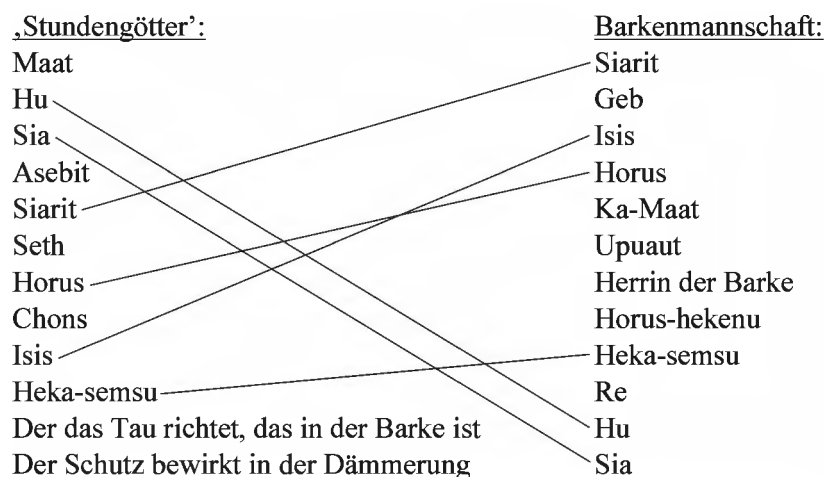 ‚Stundengötter’: Barkenmannschaft:
Maat Siarit
Hu Geb
Sia Isis
Asebit Horus
Siarit Ka-Maat
Seth Upuaut
Horus Herrin der Barke
Chons Horus-hekenu
Isis Heka-semsu
Heka-semsu Re
Der das Tau richtet, das in der Barke ist Hu
Der Schutz bewirkt in der Dämmerung Sia